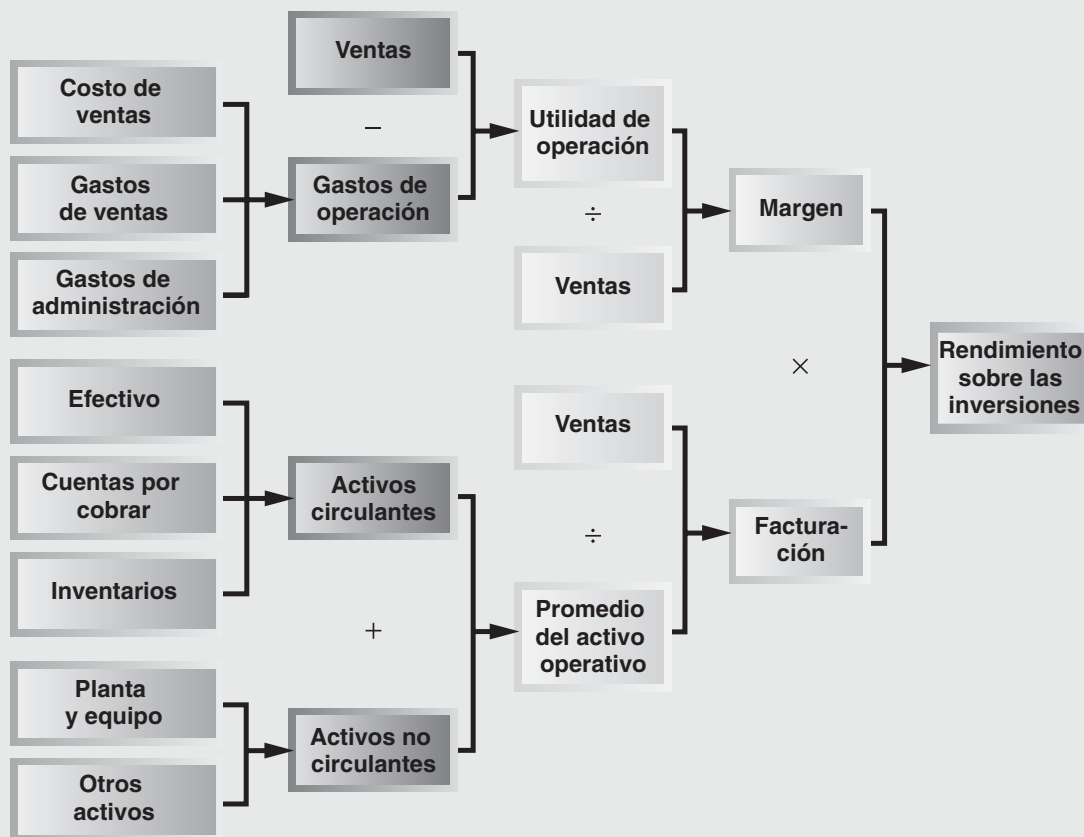 Ventas
Costo de
ventas
–
Utilidad de
operación
Gastos
de ventas
Gastos de
operación
÷
Margen
Gastos de
administración
Ventas
Efectivo
×
Rendimiento
sobre las
inversiones
Ventas
Cuentas por
cobrar
Activos
circulantes
÷
Factura-
ción
Inventarios
+
Promedio
del activo
operativo
Planta
y equipo
Activos no
circulantes
Otros
activos